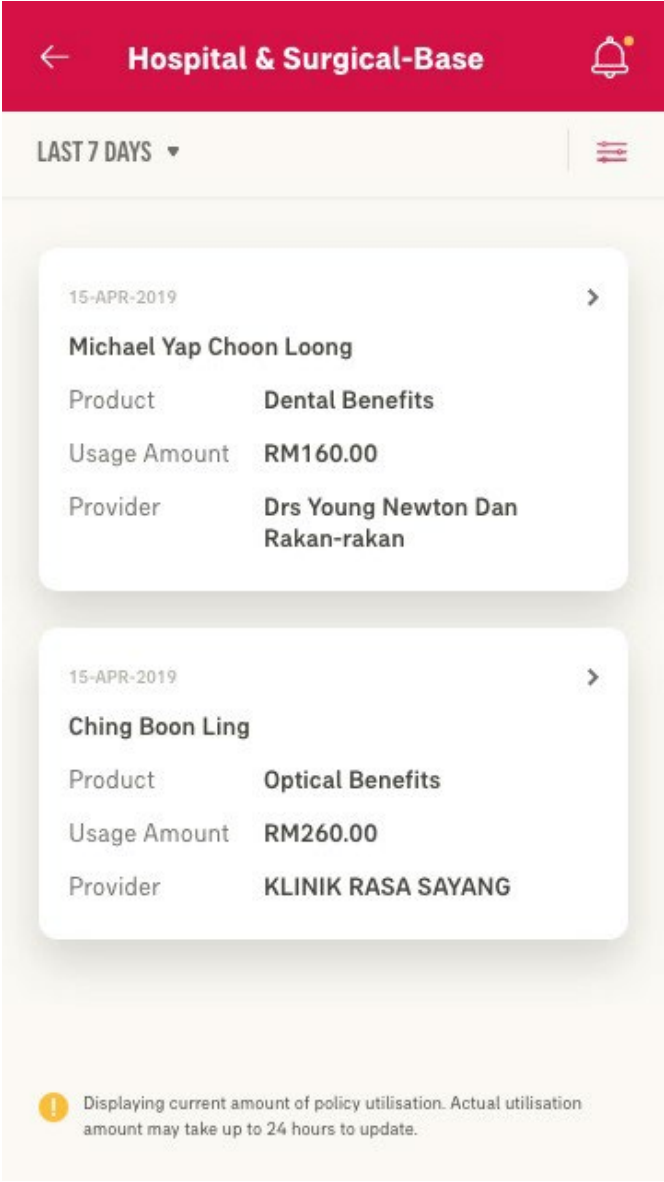 Hospital & Surgical-Base
LAST 7 DAYS
15-APR-2019
Michael Yap Choon Loong
Product Dental Benefits
Usage Amount RM160.00
Provider Drs Young Newton Dan
Rakan-rakan
15-APR-2019
Ching Boon Ling
Product Optical Benefits
Usage Amount RM260.00
Provider KLINIK RASA SAYANG
Displaying current amount of policy utilisation. Actual utilisation
amount may take up to 24 hours to update.